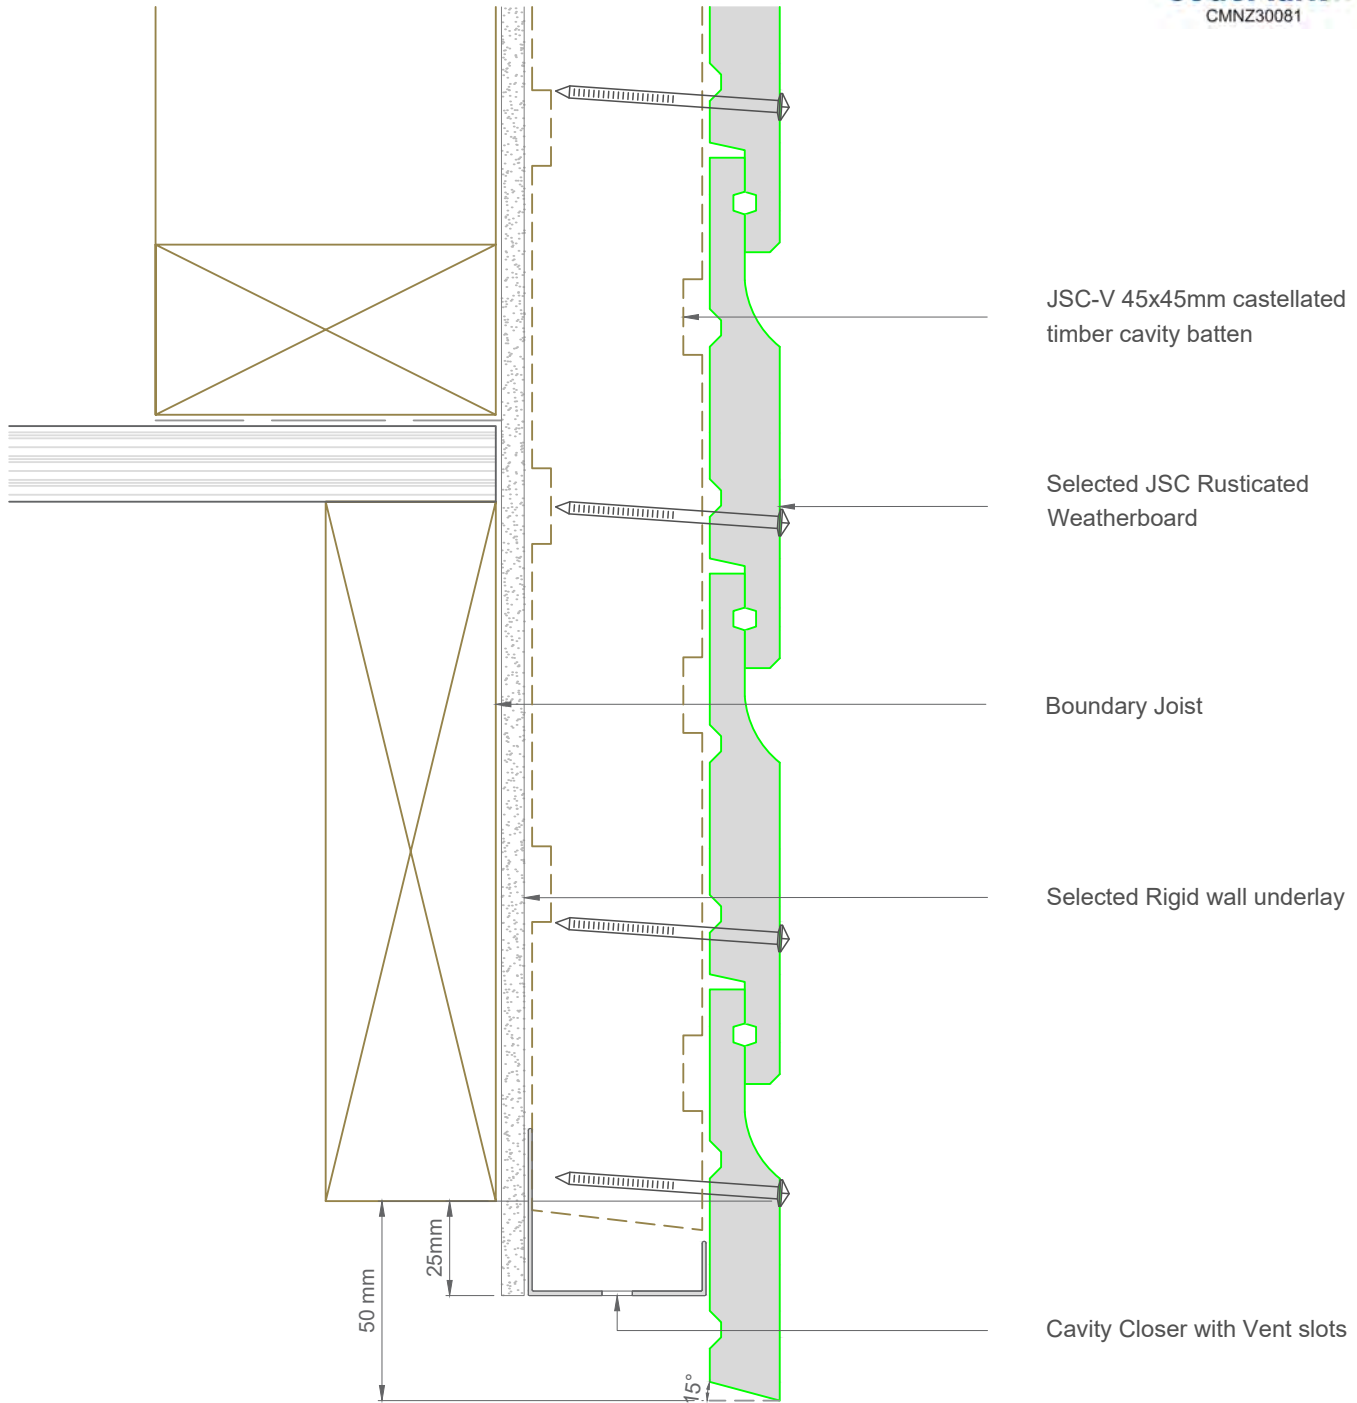 CMNZ30081
JSC-V 45x45mm castellated
timber cavity batten
Selected JSC Rusticated
Weatherboard
Boundary Joist
Selected Rigid wall underlay
25mm
50 mm
Cavity Closer with Vent slots
15°